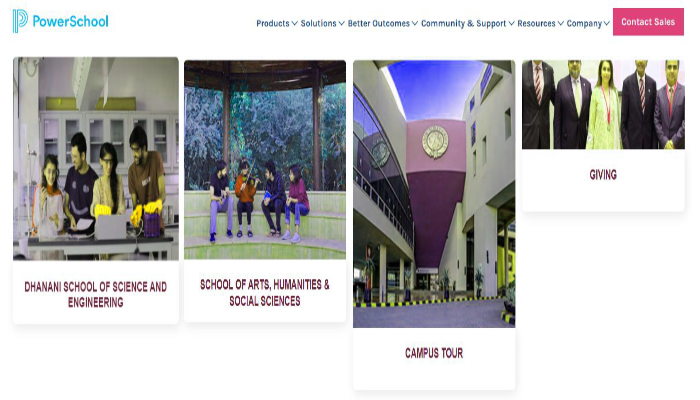 PowerSchool
Products Solutions Better Outcomes Community & Support Resources Company Contact Sales
DHANANI SCHOOL OF SCIENCE AND
ENGINEERING
SCHOOL OF ARTS, HUMANITIES &
SOCIAL SCIENCES
CAMPUS TOUR
GIVING